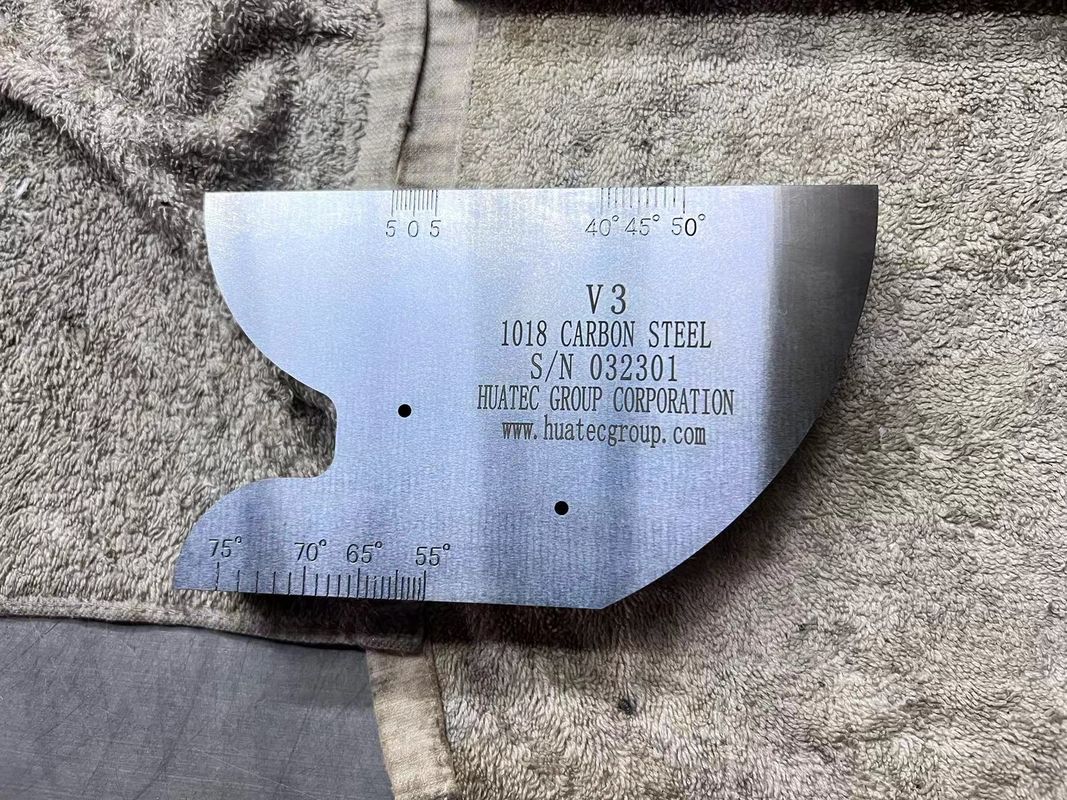 5 0 5
40° 45° 50°
V3
1018 CARBON STEEL
S/N 032301
HUATEC GROUP CORPORATION
www.huatecgroup.com
75° 70° 65° 55°